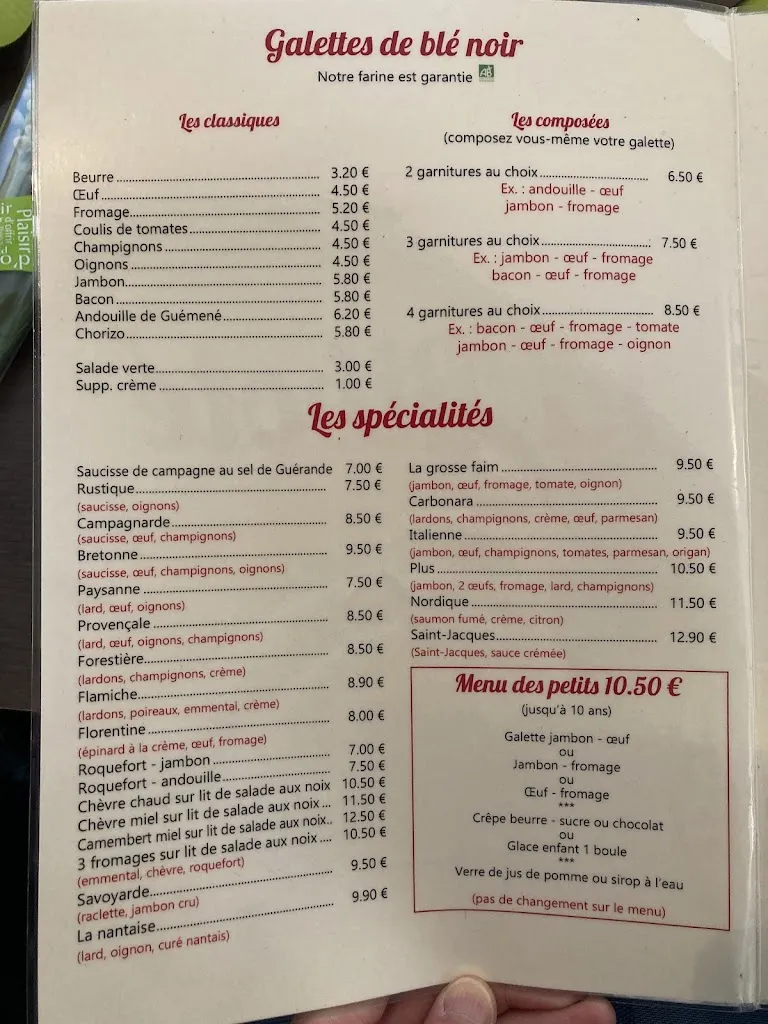 Galettes de blé noir
Notre farine est garantie AB
Les classiques
Beurre 3.20 €
Œuf 4.50 €
Fromage 5.20 €
Coulis de tomates 4.50 €
Champignons 4.50 €
Oignons 4.50 €
Jambon 5.80 €
Bacon 5.80 €
Andouille de Guémené 6.20 €
Chorizo 5.80 €
Salade verte 3.00 €
Supp. crème 1.00 €
Les composées
(composez vous-même votre galette)
2 garnitures au choix 6.50 €
Ex. : andouille - œuf
jambon - fromage
3 garnitures au choix 7.50 €
Ex. : jambon - œuf - fromage
bacon - œuf - fromage
4 garnitures au choix 8.50 €
Ex. : bacon - œuf - fromage - tomate
jambon - œuf - fromage - oignon
Les spécialités
Saucisse de campagne au sel de Guérande 7.00 €
Rustique 7.50 €
(saucisse, oignons)
Campagnarde 8.50 €
(saucisse, œuf, champignons)
Bretonne 9.50 €
(saucisse, œuf, champignons, oignons)
Paysanne 7.50 €
(lard, œuf, oignons)
Provençale 8.50 €
(lard, œuf, oignons, champignons)
Forestière 8.50 €
(lardons, champignons, crème)
Flamiche 8.90 €
(lardons, poireaux, emmental, crème)
Florentine 8.00 €
(épinard à la crème, œuf, fromage)
Roquefort - jambon 7.00 €
Roquefort - andouille 7.50 €
Chèvre chaud sur lit de salade aux noix 10.50 €
Chèvre miel sur lit de salade aux noix ... 11.50 €
Camembert miel sur lit de salade aux noix.. 12.50 €
3 fromages sur lit de salade aux noix .... 10.50 €
(emmental, chèvre, roquefort)
Savoyarde 9.50 €
(raclette, jambon cru)
La nantaise 9.90 €
(lard, oignon, curé nantais)
La grosse faim 9.50 €
(jambon, œuf, fromage, tomate, oignon)
Carbonara 9.50 €
(lardons, champignons, crème, œuf, parmesan)
Italienne 9.50 €
(jambon, œuf, champignons, tomates, parmesan, origan)
Plus 10.50 €
(jambon, 2 œufs, fromage, lard, champignons)
Nordique 11.50 €
(saumon fumé, crème, citron)
Saint-Jacques 12.90 €
(Saint-Jacques, sauce crémée)
Menu des petits 10.50 €
(jusqu'à 10 ans)
Galette jambon - œuf
ou
Jambon - fromage
ou
Œuf - fromage
***
Crêpe beurre - sucre ou chocolat
ou
Glace enfant 1 boule
***
Verre de jus de pomme ou sirop à l'eau
(pas de changement sur le menu)
Plaisir
d'offrir